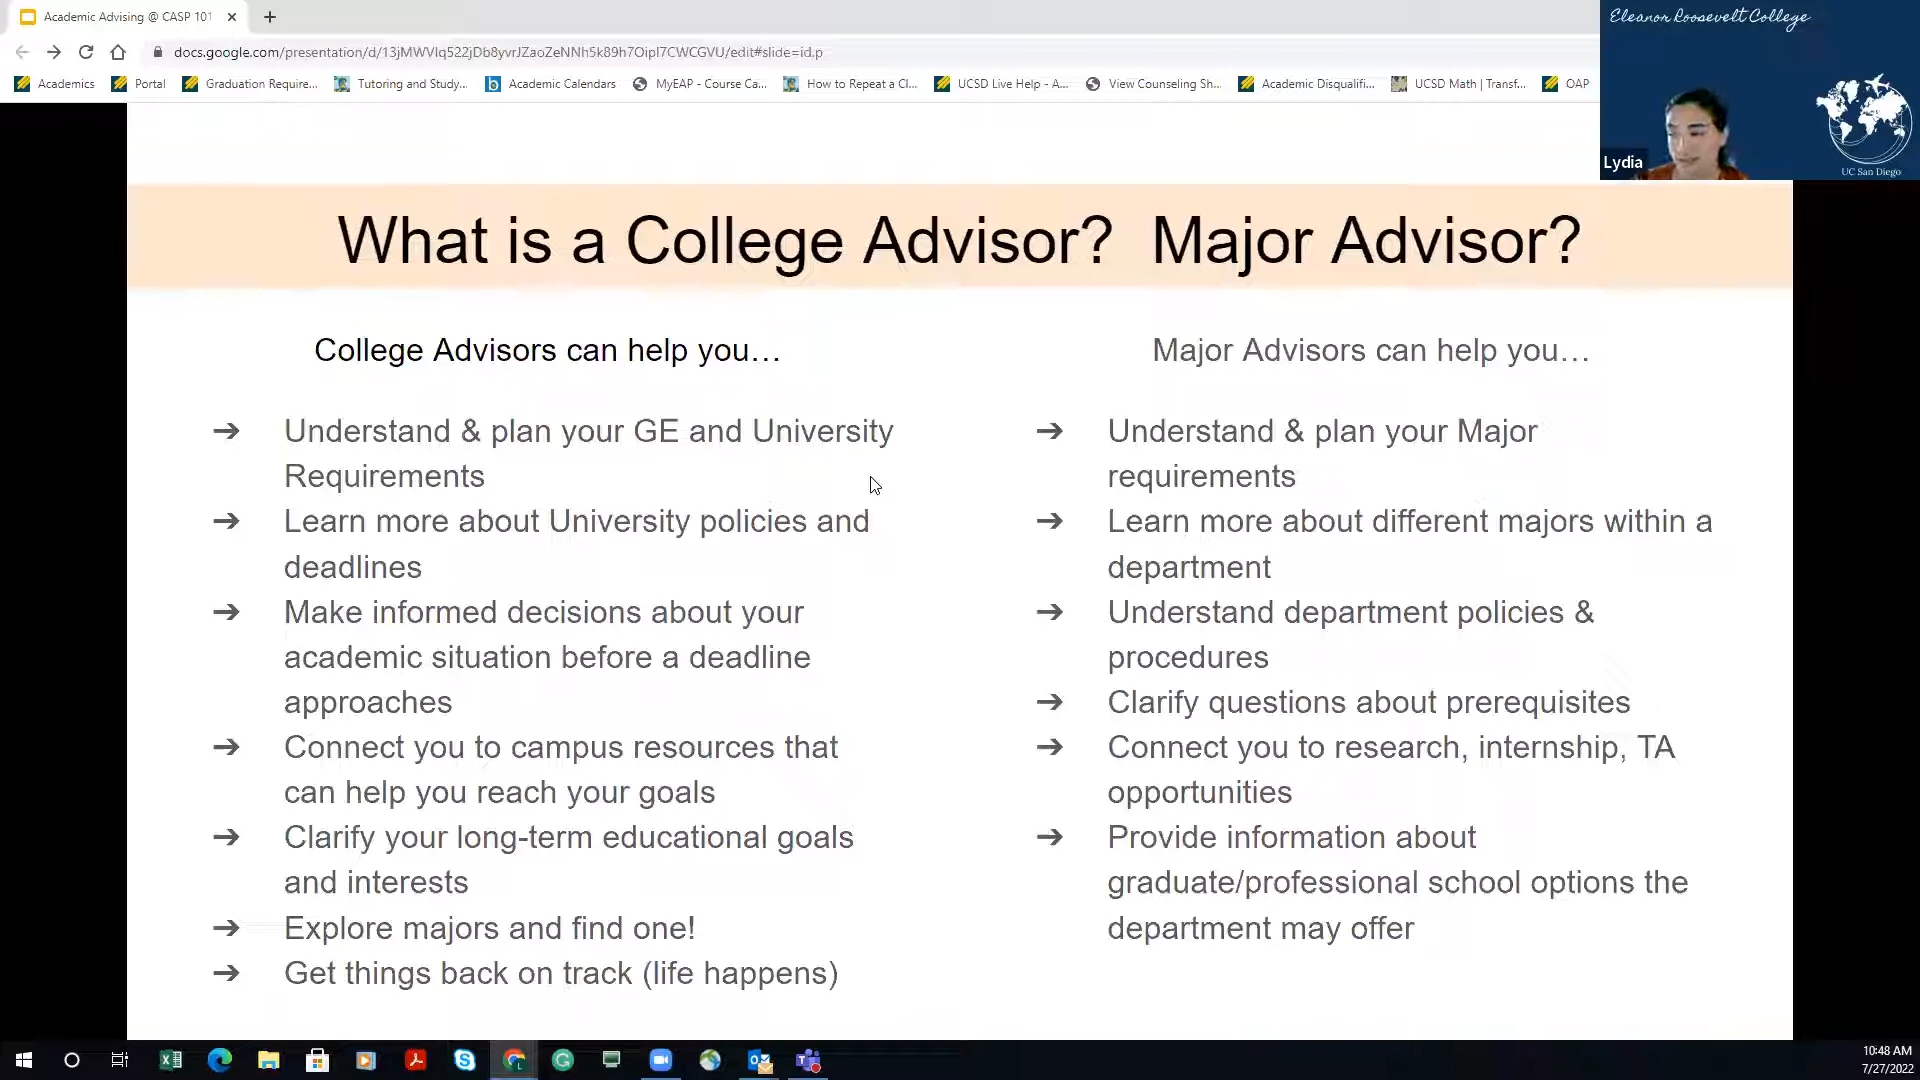 Academic Advising @ CASP 101
docs.google.com/presentation/d/13jMWVlq522jDb8yvrJZaoZeNNh5k89h7Oipl7CWCGVU/edit#slide=id.p
Academics Portal Graduation Require... Tutoring and Study... Academic Calendars MyEAP - Course Ca... How to Repeat a Cl... UCSD Live Help - A... View Counseling Sh... Academic Disqualifi... UCSD Math | Transf... OAP
Eleanor Roosevelt College
Lydia
UC San Diego
What is a College Advisor? Major Advisor?
College Advisors can help you…
➔ Understand & plan your GE and University
Requirements
➔ Learn more about University policies and
deadlines
➔ Make informed decisions about your
academic situation before a deadline
approaches
➔ Connect you to campus resources that
can help you reach your goals
➔ Clarify your long-term educational goals
and interests
➔ Explore majors and find one!
➔ Get things back on track (life happens)
Major Advisors can help you…
➔ Understand & plan your Major
requirements
➔ Learn more about different majors within a
department
➔ Understand department policies &
procedures
➔ Clarify questions about prerequisites
➔ Connect you to research, internship, TA
opportunities
➔ Provide information about
graduate/professional school options the
department may offer
10:48 AM
7/27/2022